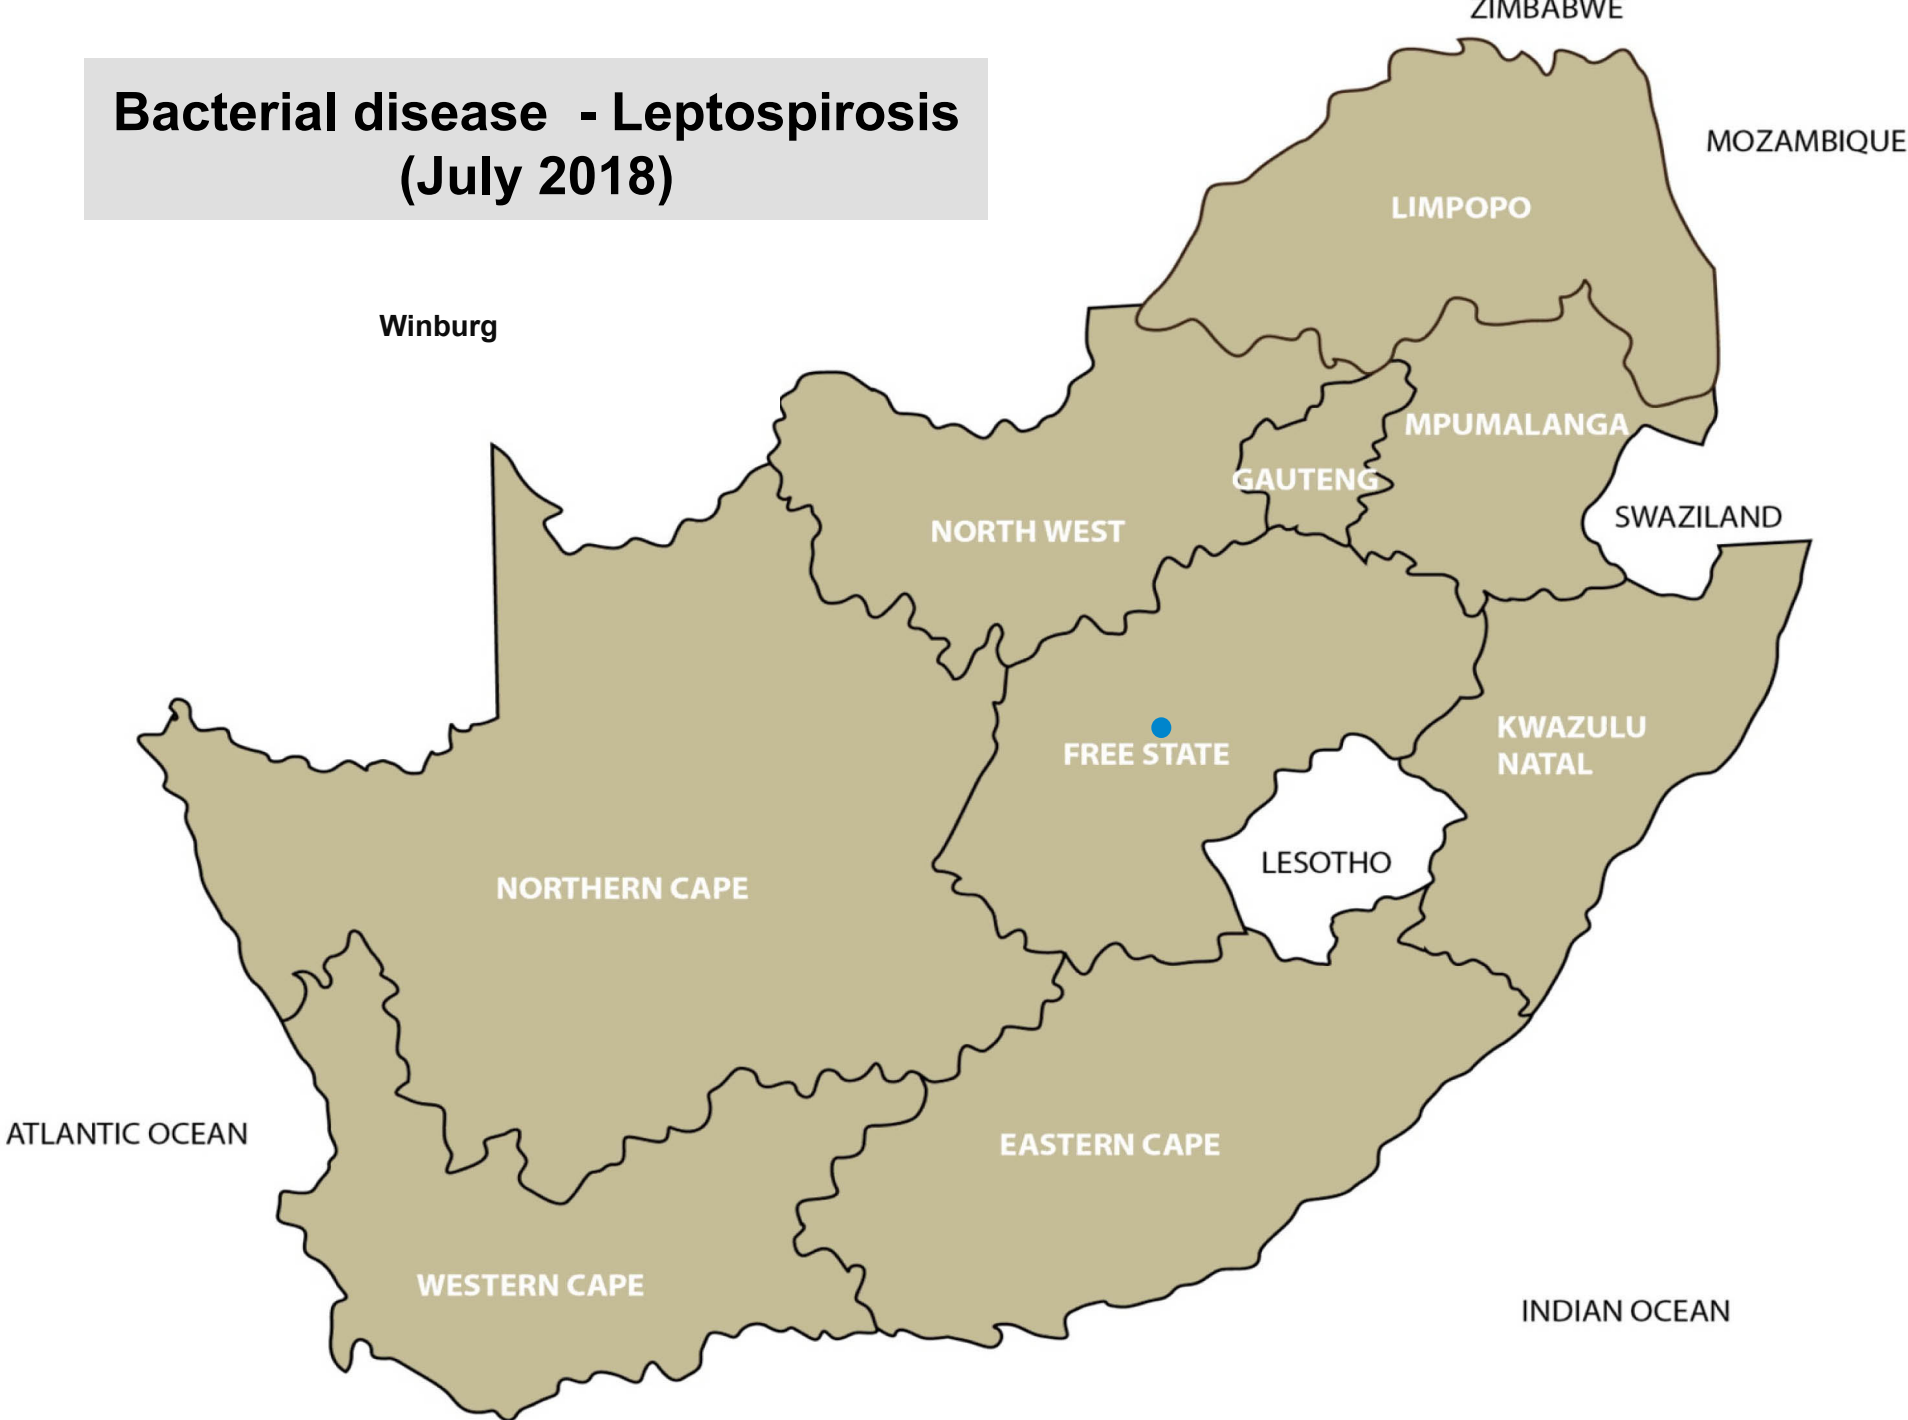 ZIMBABWE
Bacterial disease - Leptospirosis
(July 2018)
MOZAMBIQUE
LIMPOPO
Winburg
MPUMALANGA
GAUTENG
SWAZILAND
NORTH WEST
KWAZULU
NATAL
FREE STATE
LESOTHO
NORTHERN CAPE
ATLANTIC OCEAN
EASTERN CAPE
WESTERN CAPE
INDIAN OCEAN